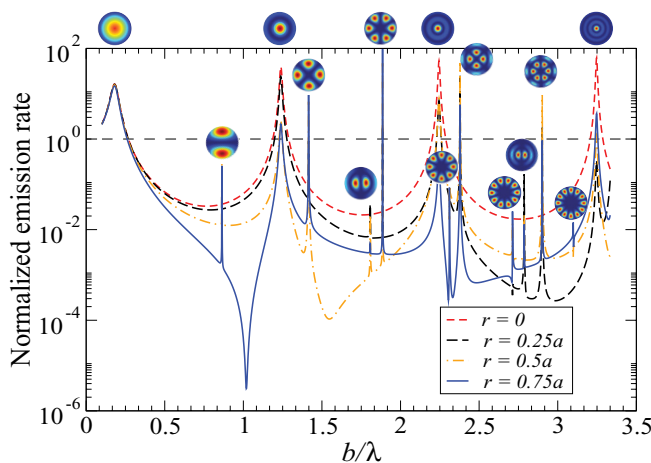 Normalized emission rate
10^2
10^0
10^-2
10^-4
10^-6
r = 0
r = 0.25a
r = 0.5a
r = 0.75a
0 0.5 1 1.5 2 2.5 3 3.5
b/λ